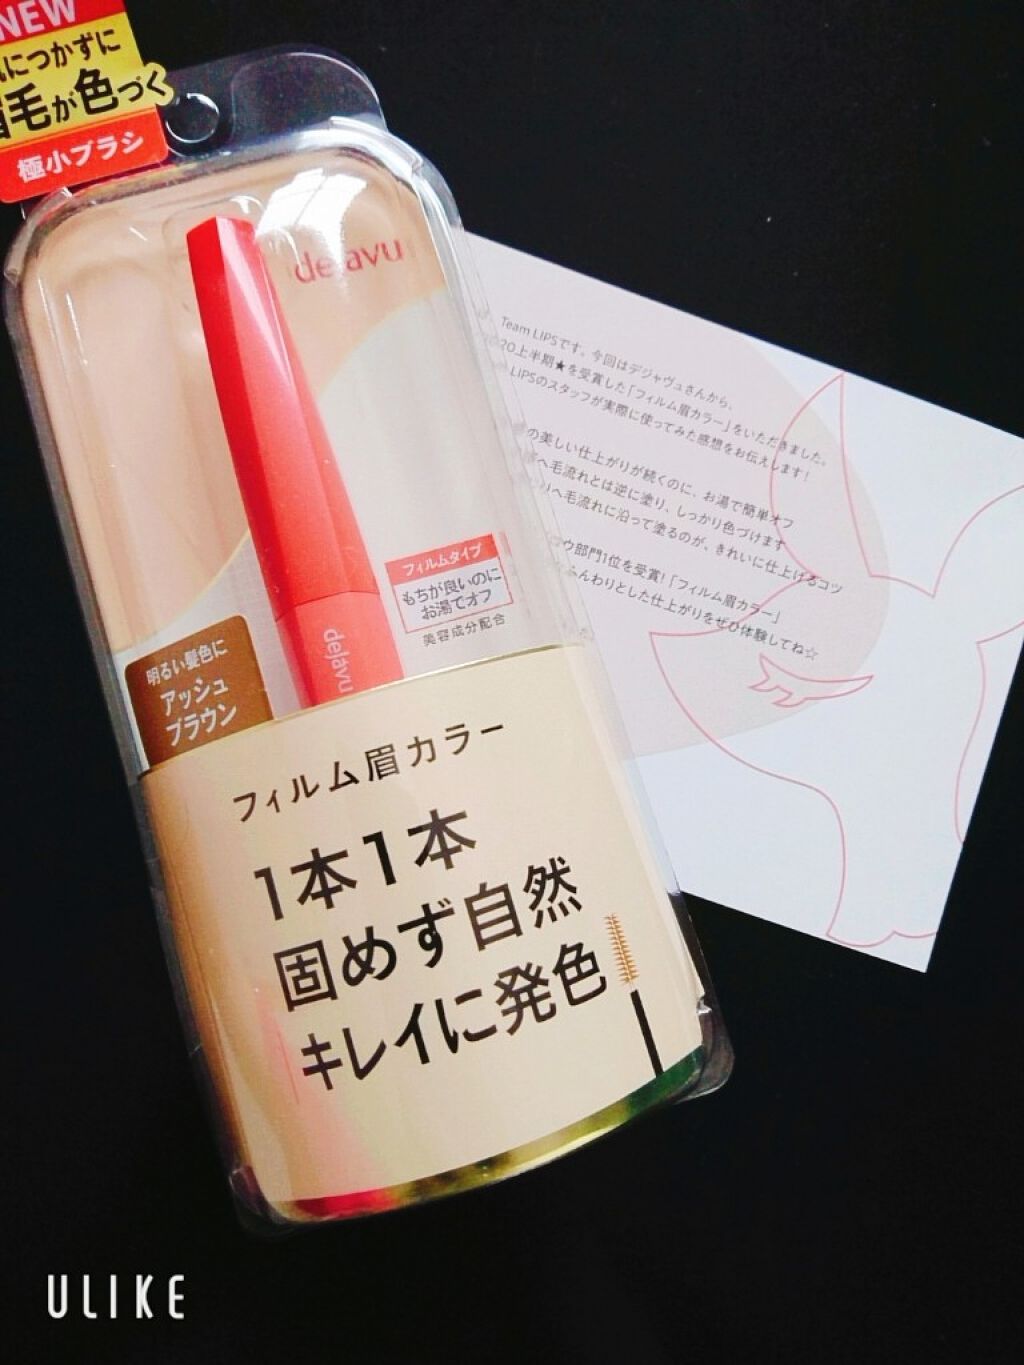 NEW
につかずに
眉毛が色づく
極小ブラシ
dejavu
フィルムタイプ
もちが良いのに
お湯でオフ
美容成分配合
dejavu
明るい髪色に
アッシュ
ブラウン
フィルム眉カラー
1本1本
固めず自然
キレイに発色
Team LIPSです。今回はデジャヴュさんから、
20上半期★を受賞した「フィルム眉カラー」をいただきました。
LIPSのスタッフが実際に使ってみた感想をお伝えします!
の美しい仕上がりが続くのに、お湯で簡単オフ
へ毛流れとは逆に塗り、しっかり色づけます
へ毛流れに沿って塗るのが、きれいに仕上げるコツ
ウ部門1位を受賞!「フィルム眉カラー」
ふんわりとした仕上がりをぜひ体験してね☆
ULIKE